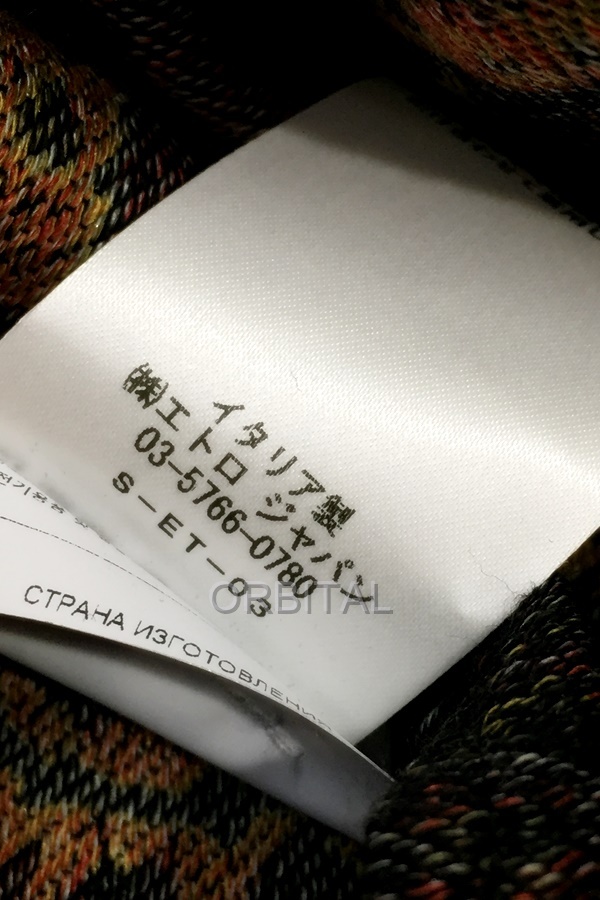 イタリア製
㈱エトロ ジャパン
03-5766-0780
S-ET-03
ORBITAL
СТРАНА ИЗГОТОВЛЕНИЯ